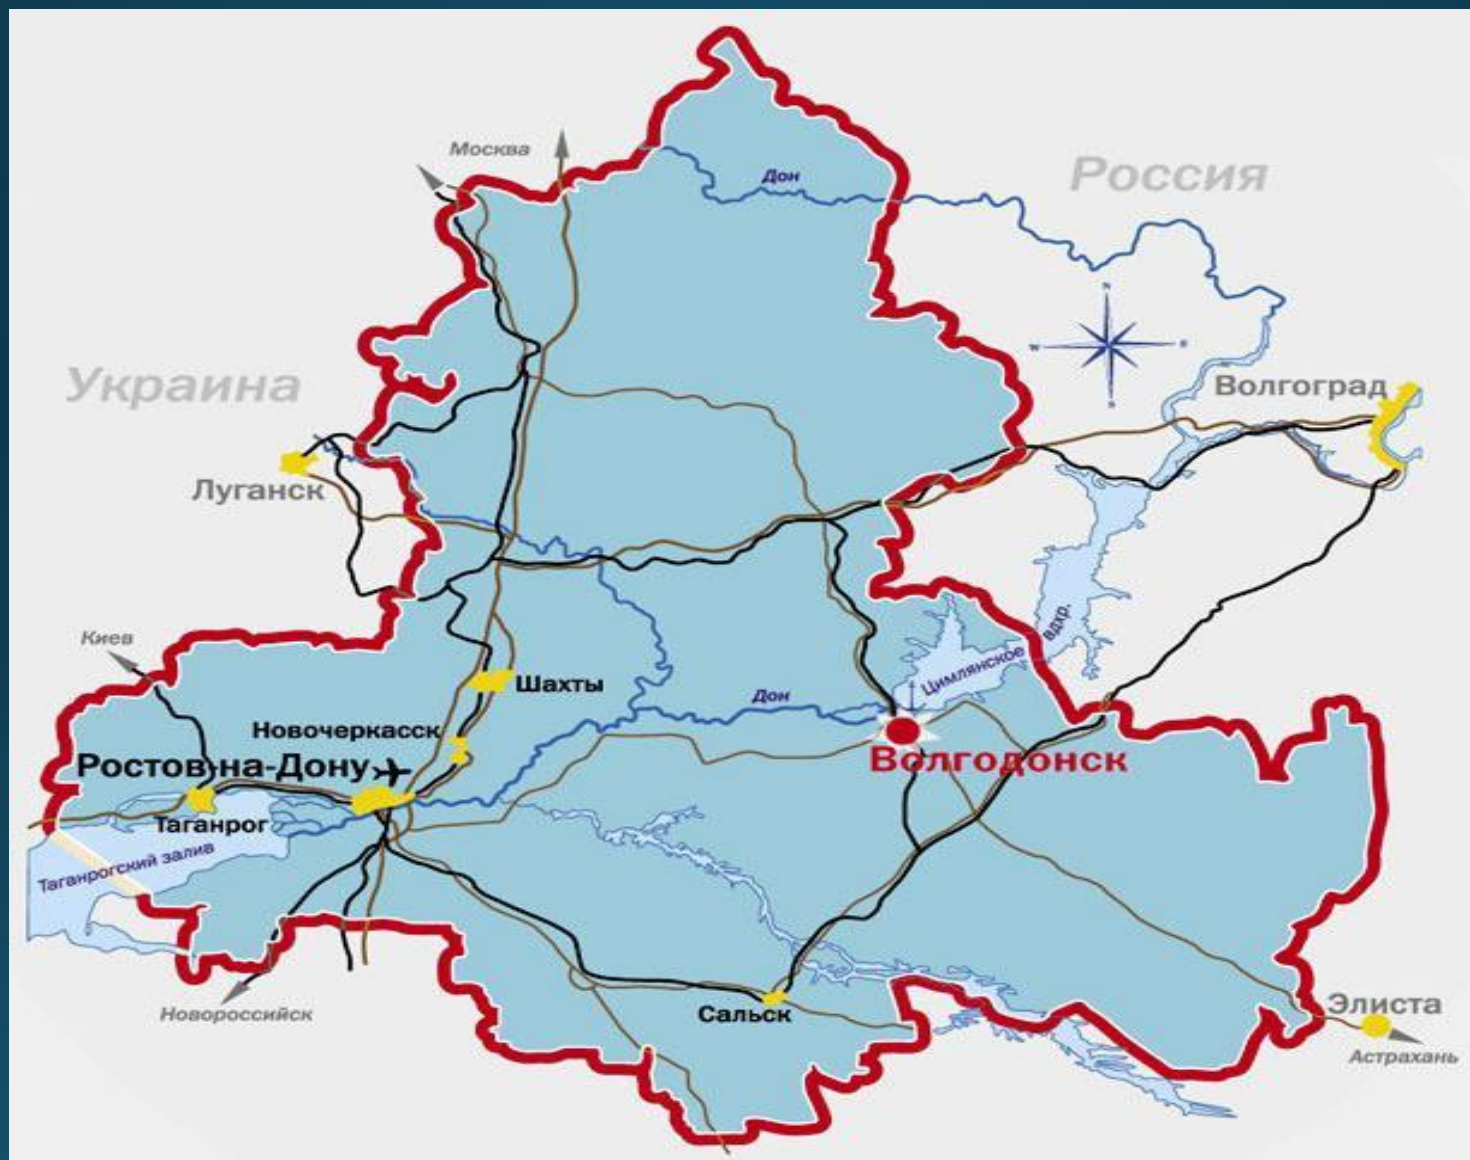 Москва
Дон
Россия
N
W
E
S
Украина
Волгоград
Луганск
Киев
Цимлянское
вдхр.
Шахты
Дон
Новочеркасск
Волгодонск
Ростов-на-Дону
Таганрог
Таганрогский залив
Новороссийск
Сальск
Элиста
Астрахань